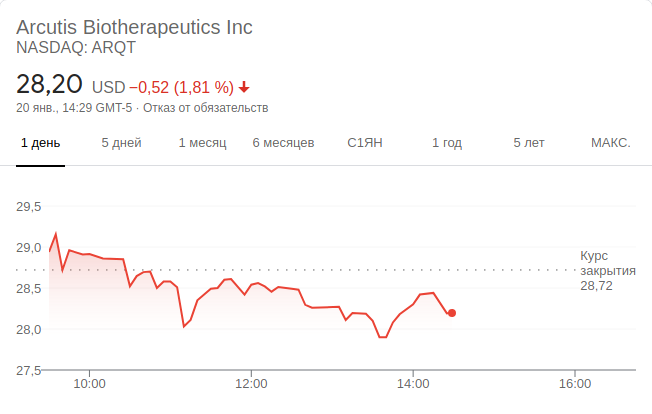 Arcutis Biotherapeutics Inc
NASDAQ: ARQT
28,20 USD −0,52 (1,81 %)
20 янв., 14:29 GMT-5 · Отказ от обязательств
1 день 5 дней 1 месяц 6 месяцев С1ЯН 1 год 5 лет МАКС.
29,5
29,0
28,5
28,0
27,5
Курс
закрытия
28,72
10:00 12:00 14:00 16:00